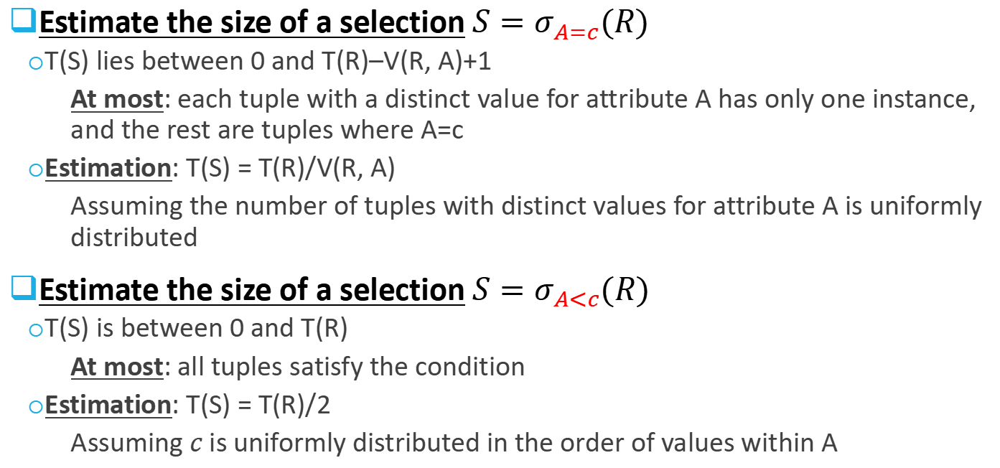 ❑Estimate the size of a selection S = σ_{A=c}(R)
○T(S) lies between 0 and T(R)–V(R, A)+1
At most: each tuple with a distinct value for attribute A has only one instance,
and the rest are tuples where A=c
○Estimation: T(S) = T(R)/V(R, A)
Assuming the number of tuples with distinct values for attribute A is uniformly
distributed
❑Estimate the size of a selection S = σ_{A<c}(R)
○T(S) is between 0 and T(R)
At most: all tuples satisfy the condition
○Estimation: T(S) = T(R)/2
Assuming c is uniformly distributed in the order of values within A